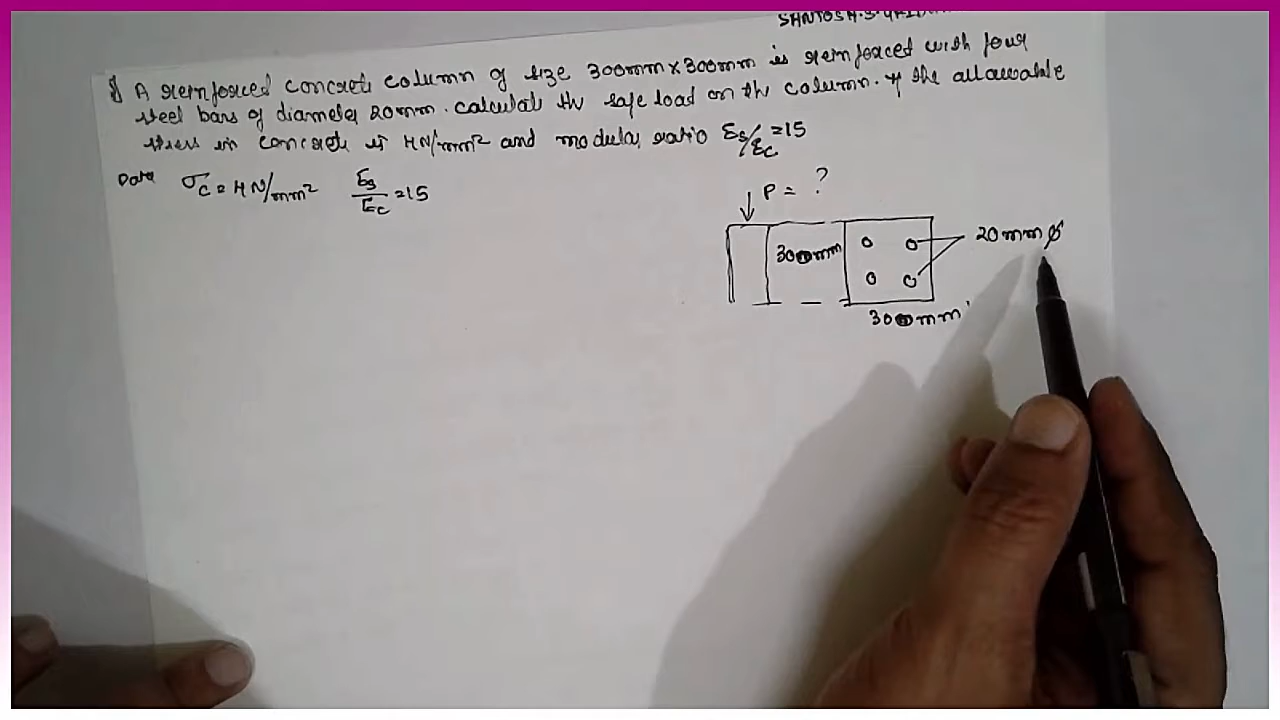 A reinforced concrete column of size 300mm×300mm is reinforced with four
steel bars of diameter 20mm. calculate the safe load on the column. If the allowable
stress in concrete is 4N/mm² and modular ratio Es/Ec =15
Data σc = 4N/mm² Es/Ec =15
P = ?
300mm
20mm φ
300mm